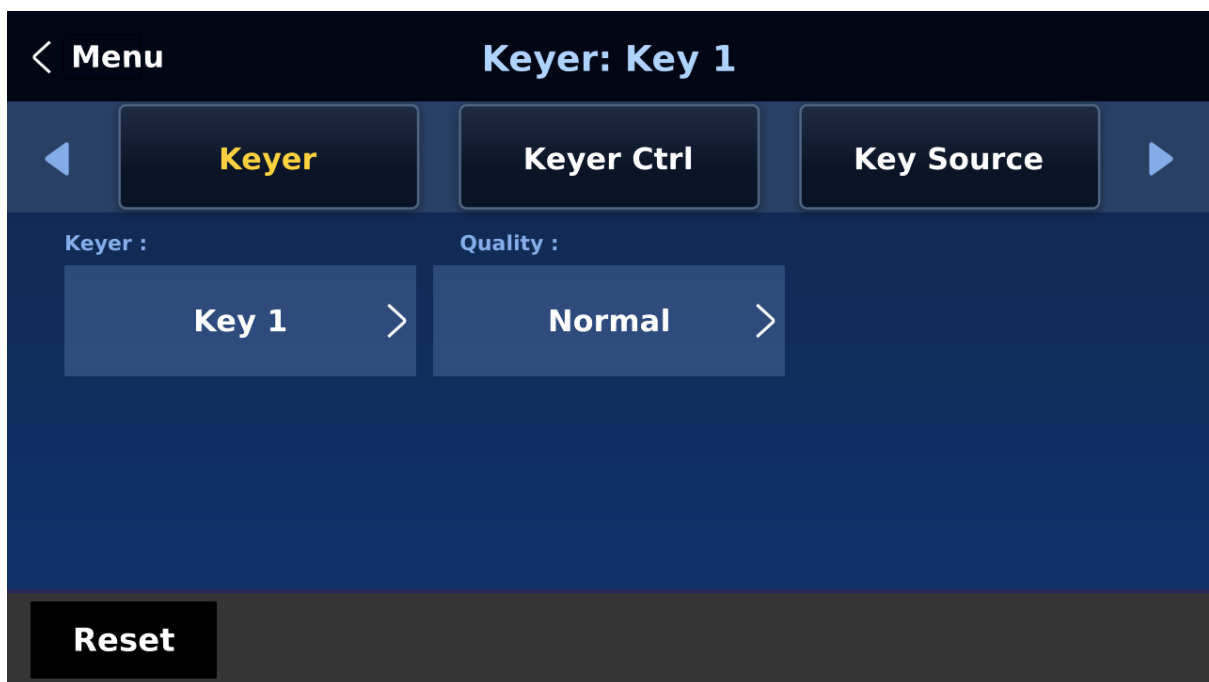 Menu
Keyer: Key 1
Keyer
Keyer Ctrl
Key Source
Keyer :
Quality :
Key 1
Normal
Reset